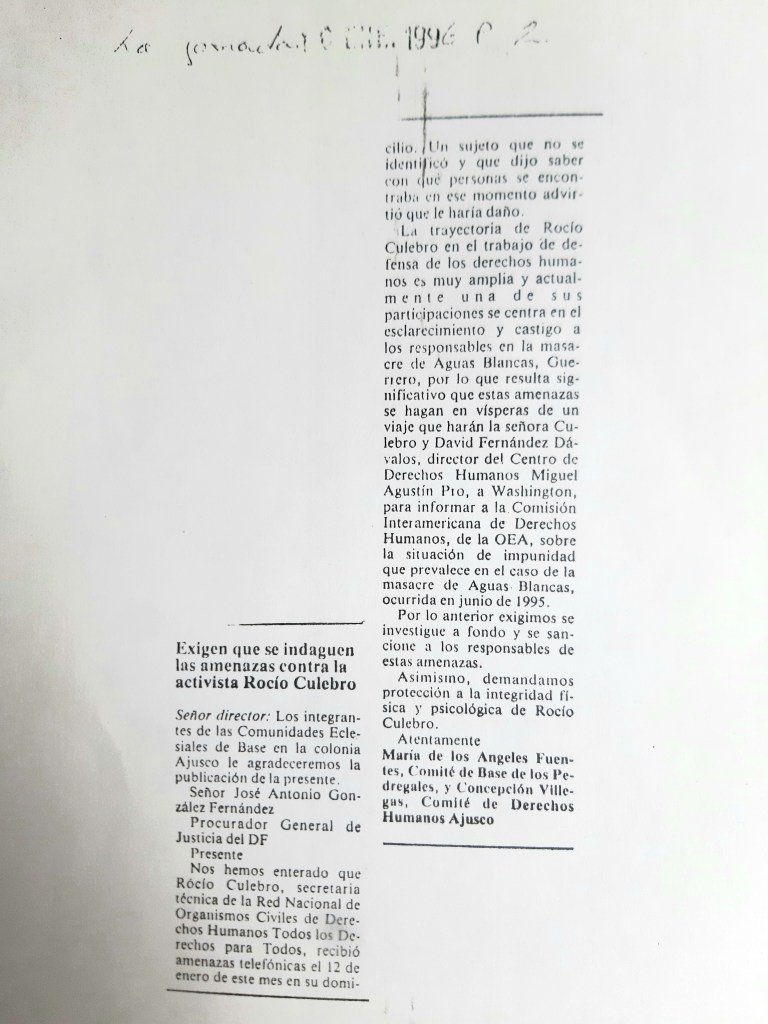 La Jornada 1996 P 2
Exigen que se indaguen
las amenazas contra la
activista Rocío Culebro
Señor director: Los integran-
tes de las Comunidades Ecle-
siales de Base en la colonia
Ajusco le agradeceremos la
publicación de la presente.
Señor José Antonio Gon-
zález Fernández
Procurador General de
Justicia del DF
Presente
Nos hemos enterado que
Rócío Culebro, secretaria
técnica de la Red Nacional de
Organismos Civiles de Dere-
chos Humanos Todos los De-
rechos para Todos, recibió
amenazas telefónicas el 12 de
enero de este mes en su domi-
cilio. Un sujeto que no se
identificó y que dijo saber
con qué personas se encon-
traba en ese momento advir-
tió que le haría daño.
La trayectoria de Rocío
Culebro en el trabajo de de-
fensa de los derechos huma-
nos es muy amplia y actual-
mente una de sus
participaciones se centra en el
esclarecimiento y castigo a
los responsables en la masa-
cre de Aguas Blancas, Gue-
rrero, por lo que resulta sig-
nificativo que estas amenazas
se hagan en vísperas de un
viaje que harán la señora Cu-
lebro y David Fernández Dá-
valos, director del Centro de
Derechos Humanos Miguel
Agustín Pro, a Washington,
para informar a la Comisión
Interamericana de Derechos
Humanos, de la OEA, sobre
la situación de impunidad
que prevalece en el caso de la
masacre de Aguas Blancas,
ocurrida en junio de 1995.
Por lo anterior exigimos se
investigue a fondo y se san-
cione a los responsables de
estas amenazas.
Asimismo, demandamos
protección a la integridad fí-
sica y psicológica de Rocío
Culebro.
Atentamente
María de los Angeles Fuen-
tes, Comité de Base de los Pe-
dregales, y Concepción Ville-
gas, Comité de Derechos
Humanos Ajusco